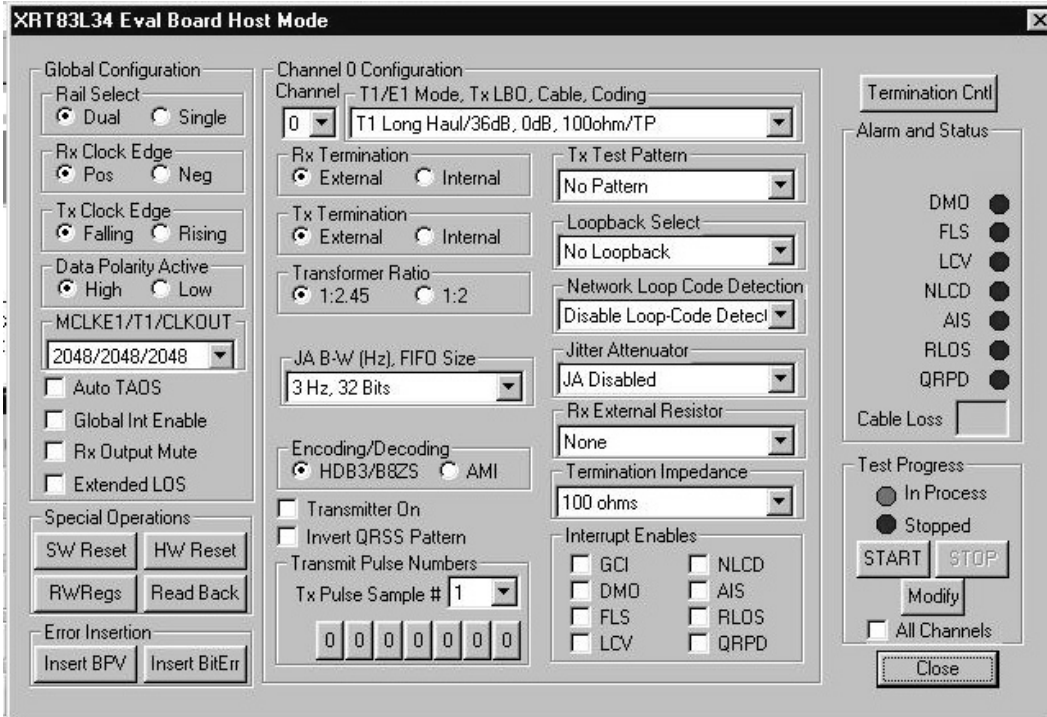 XRT83L34 Eval Board Host Mode
Global Configuration
Rail Select
Dual Single
Rx Clock Edge
Pos Neg
Tx Clock Edge
Falling Rising
Data Polarity Active
High Low
MCLKE1/T1/CLKOUT
2048/2048/2048
Auto TAOS
Global Int Enable
Rx Output Mute
Extended LOS
Special Operations
SW Reset HW Reset
RWRegs Read Back
Error Insertion
Insert BPV Insert BitErr
Channel 0 Configuration
Channel T1/E1 Mode, Tx LBO, Cable, Coding
0 T1 Long Haul/36dB, 0dB, 100ohm/TP
Rx Termination
External Internal
Tx Termination
External Internal
Transformer Ratio
1:2.45 1:2
JA B-W (Hz), FIFO Size
3 Hz, 32 Bits
Encoding/Decoding
HDB3/B8ZS AMI
Transmitter On
Invert QRSS Pattern
Transmit Pulse Numbers
Tx Pulse Sample # 1
0 0 0 0 0 0 0
Tx Test Pattern
No Pattern
Loopback Select
No Loopback
Network Loop Code Detection
Disable Loop-Code Detect
Jitter Attenuator
JA Disabled
Rx External Resistor
None
Termination Impedance
100 ohms
Interrupt Enables
GCI NLCD
DMO AIS
FLS RLOS
LCV QRPD
Termination Cntl
Alarm and Status
DMO
FLS
LCV
NLCD
AIS
RLOS
QRPD
Cable Loss
Test Progress
In Process
Stopped
START STOP
Modify
All Channels
Close